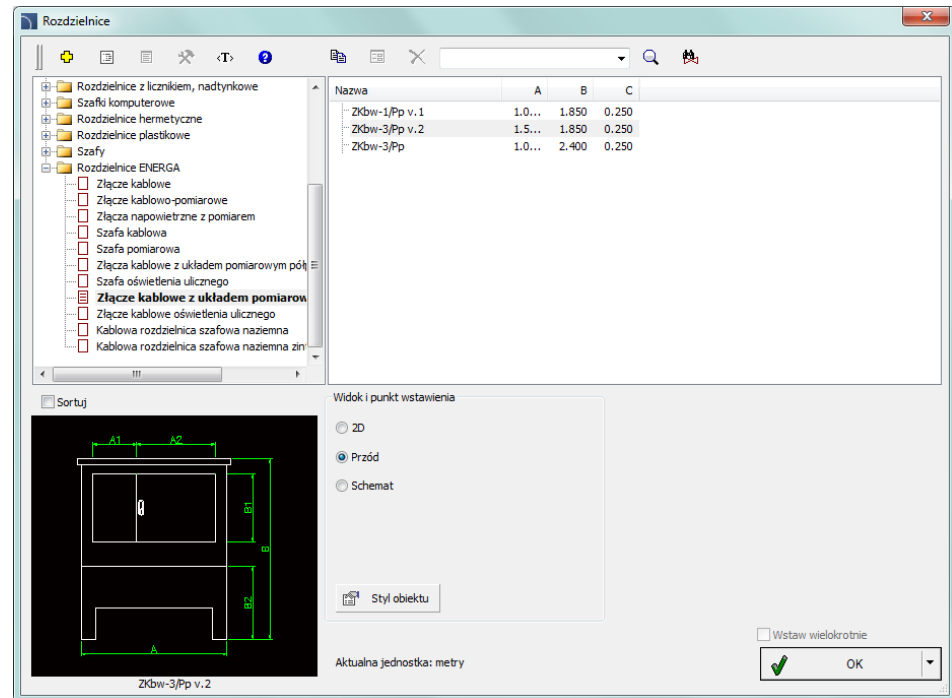 Rozdzielnice
Rozdzielnice z licznikiem, nadtynkowe
Szafki komputerowe
Rozdzielnice hermetyczne
Rozdzielnice plastikowe
Szafy
Rozdzielnice ENERGA
Złącze kablowe
Złącze kablowo-pomiarowe
Złącza napowietrzne z pomiarem
Szafa kablowa
Szafa pomiarowa
Złącza kablowe z układem pomiarowym pół
Szafa oświetlenia ulicznego
Złącze kablowe z układem pomiarow
Złącze kablowe oświetlenia ulicznego
Kablowa rozdzielnica szafowa naziemna
Kablowa rozdzielnica szafowa naziemna zin
Nazwa A B C
ZKbw-1/Pp v.1 1.0... 1.850 0.250
ZKbw-3/Pp v.2 1.5... 1.850 0.250
ZKbw-3/Pp 1.0... 2.400 0.250
Sortuj
A1 A2
B1
B
B2
A
ZKbw-3/Pp v.2
Widok i punkt wstawienia
2D
Przód
Schemat
Styl obiektu
Aktualna jednostka: metry
Wstaw wielokrotnie
OK